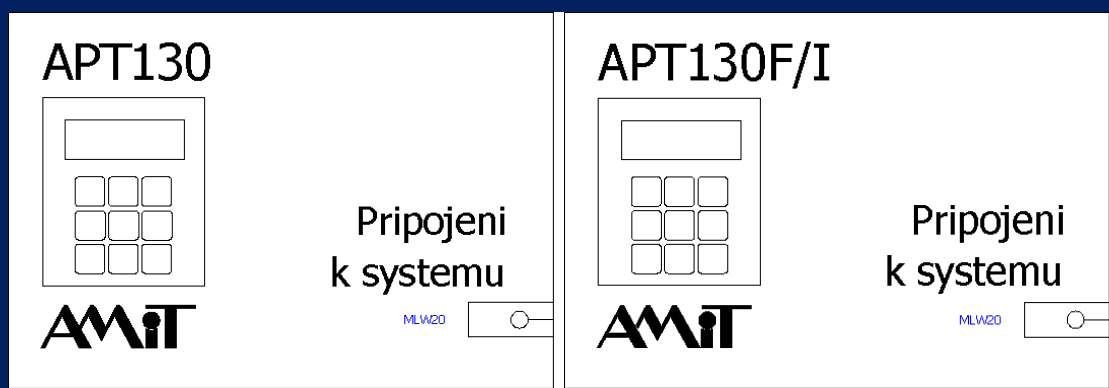 APT130
Pripojeni
k systemu
MLW20
AMiT
APT130F/I
Pripojeni
k systemu
MLW20
AMiT